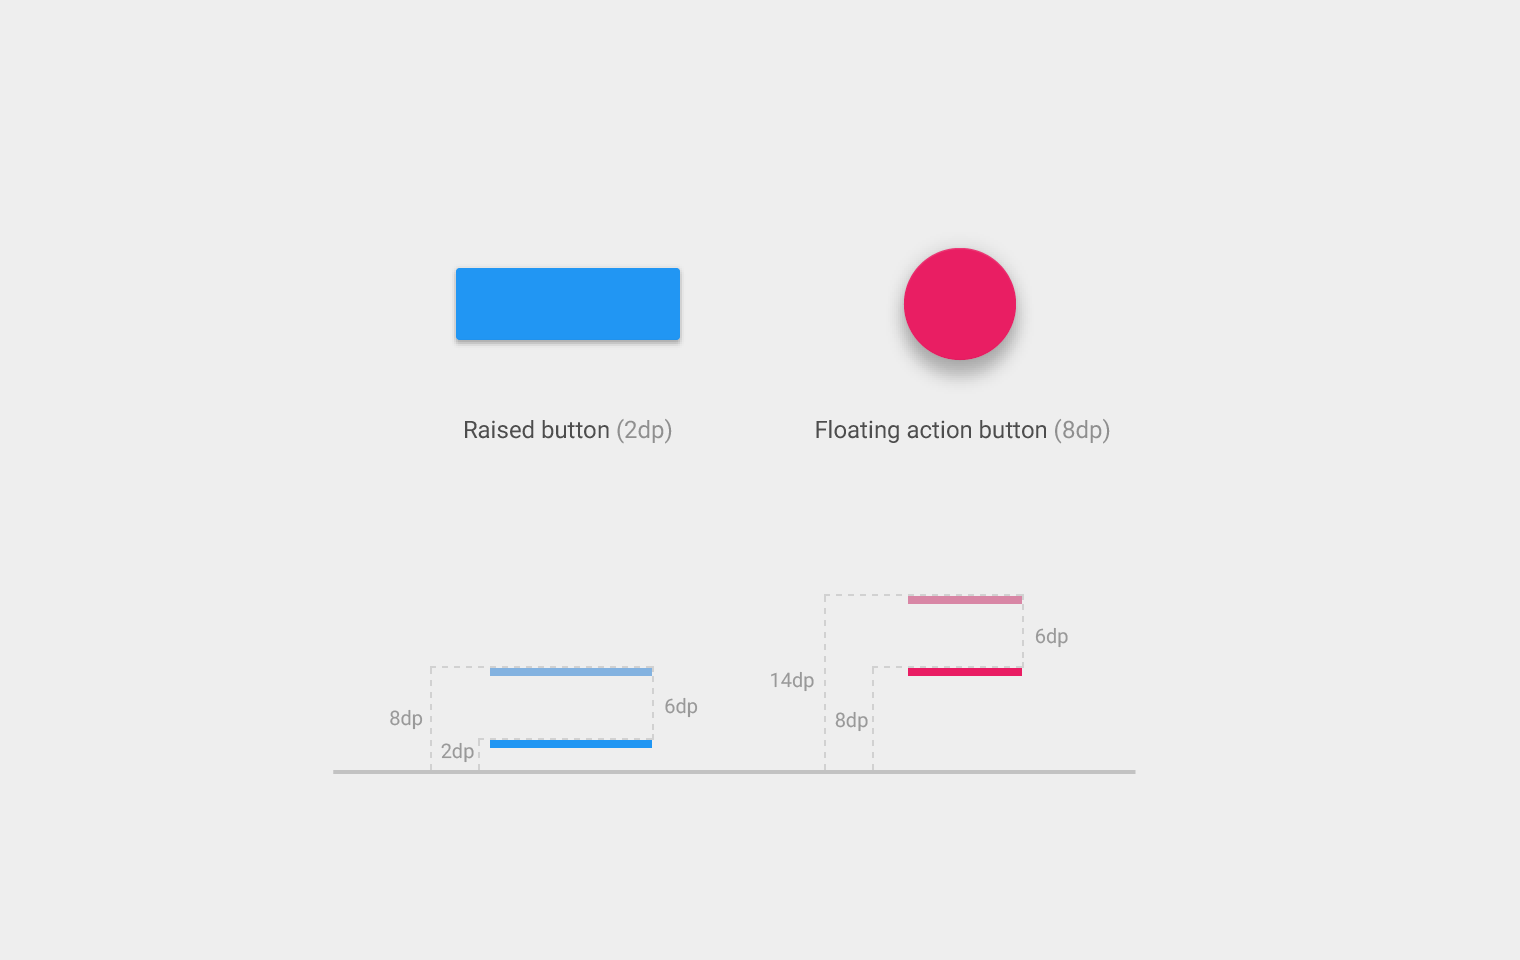 Raised button (2dp)
Floating action button (8dp)
6dp
14dp
6dp
8dp
8dp
2dp